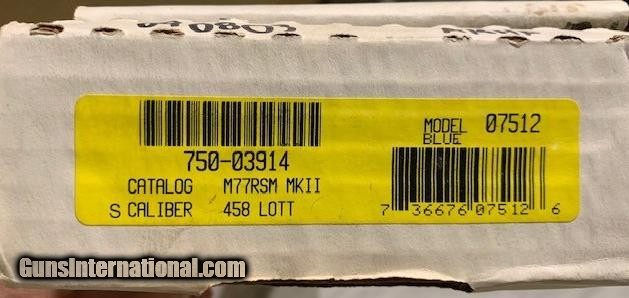 750-03914
MODEL 07512
BLUE
CATALOG M77RSM MKII
S CALIBER 458 LOTT
7 36676 07512 6
GunsInternational.com